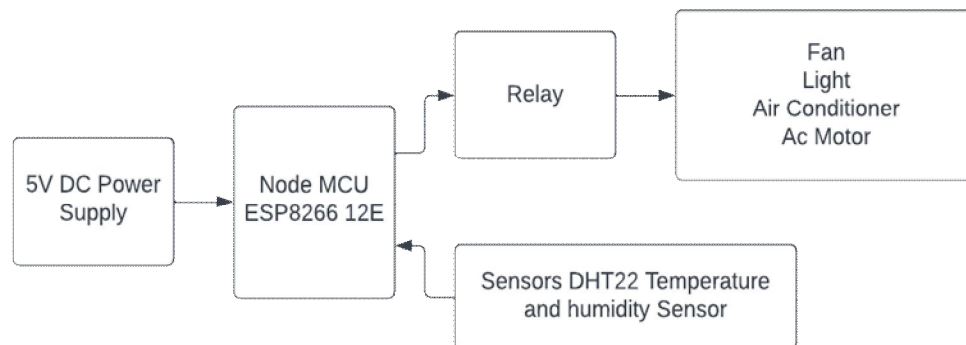 5V DC Power
Supply
Node MCU
ESP8266 12E
Relay
Fan
Light
Air Conditioner
Ac Motor
Sensors DHT22 Temperature
and humidity Sensor